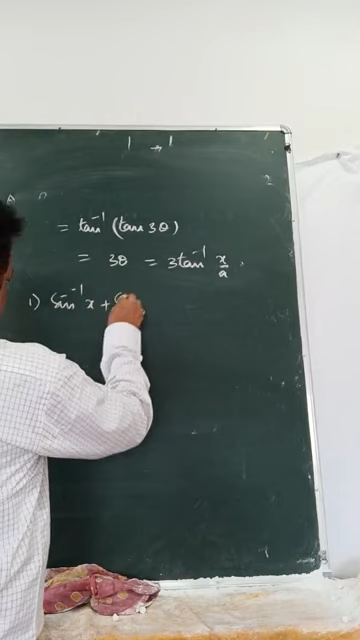 = tan⁻¹ (tan 3θ)
= 3θ = 3 tan⁻¹ x/a .
1) Sin⁻¹ x +